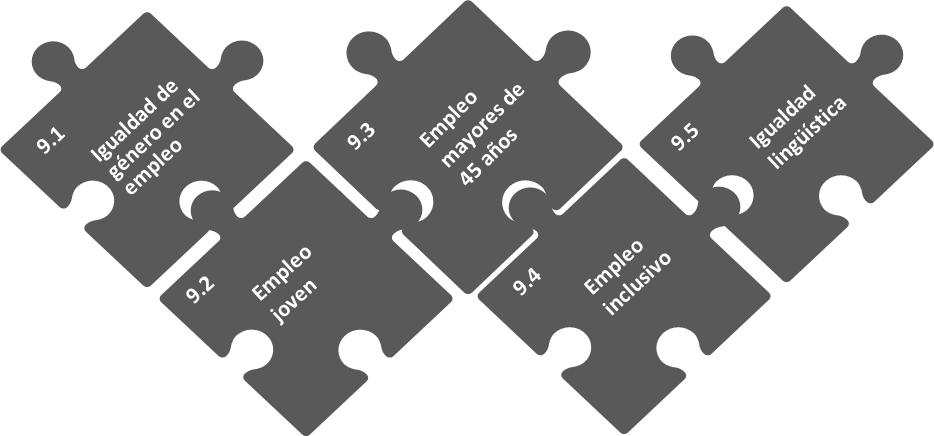 9.1
Igualdad de
género en el
empleo
9.2
Empleo
joven
9.3
Empleo
mayores de
45 años
9.4
Empleo
inclusivo
9.5
Igualdad
lingüística